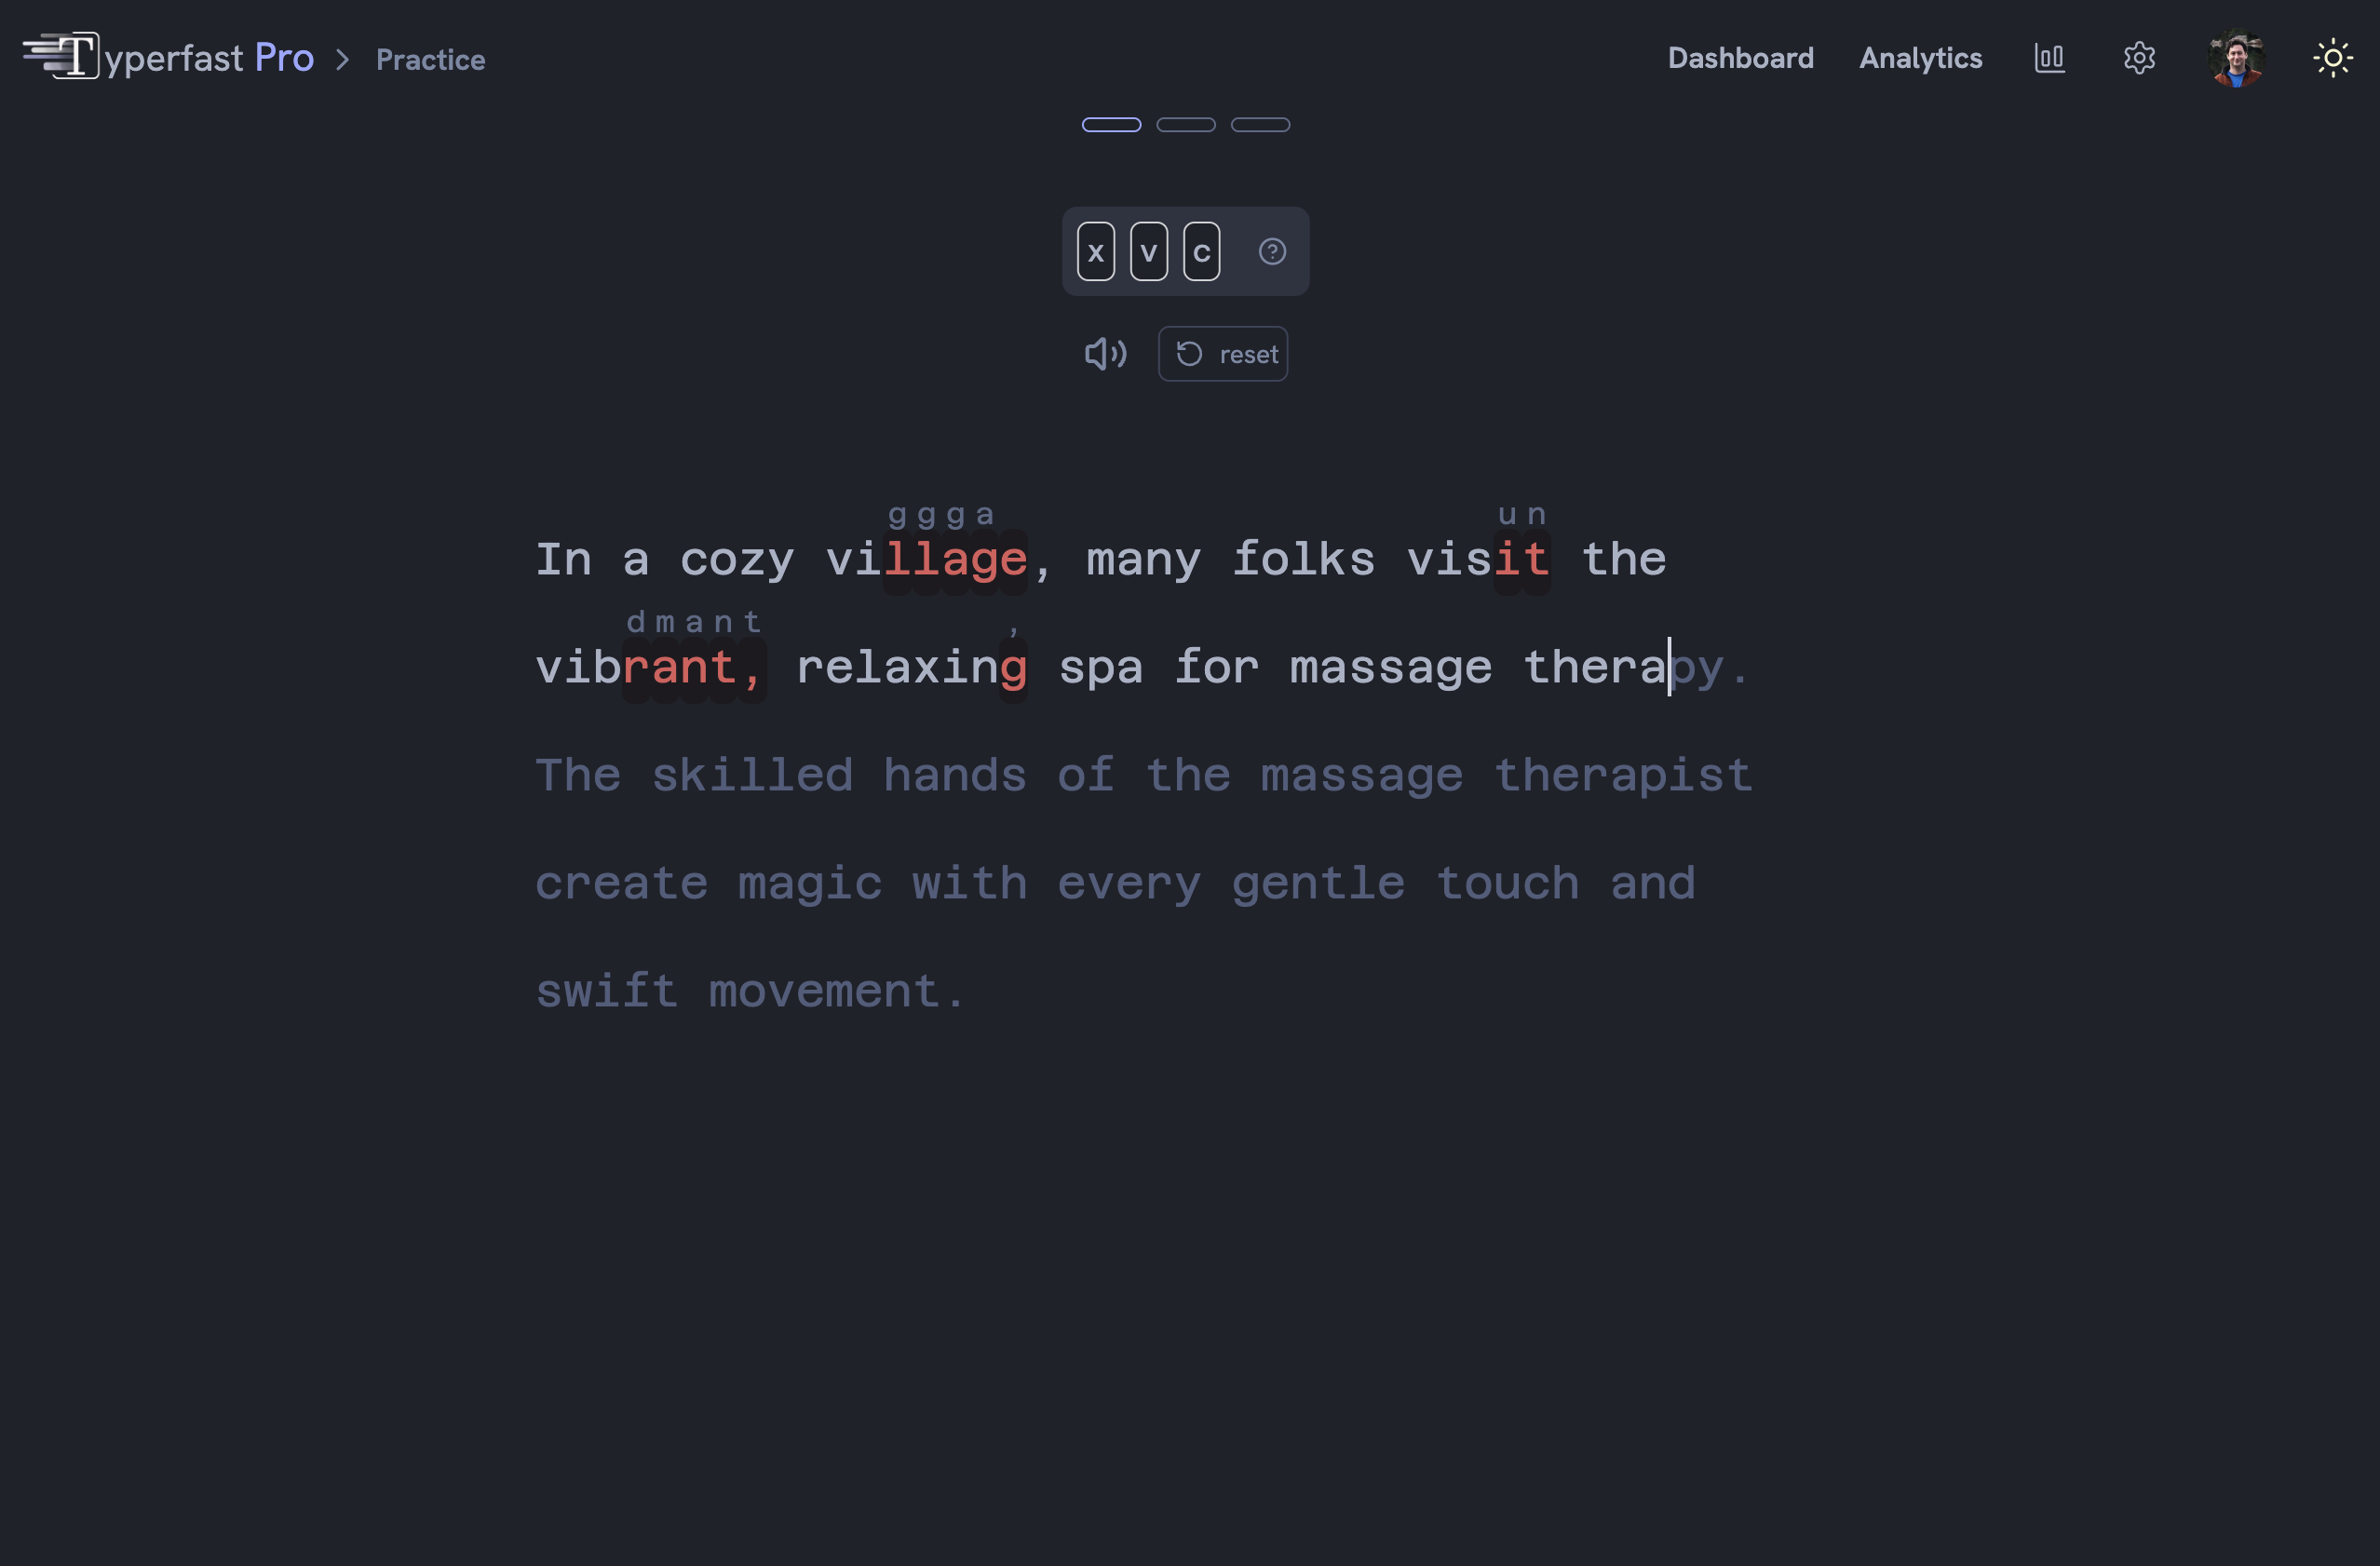 Typerfast Pro > Practice
Dashboard
Analytics
x v c ?
reset
g g g a u n
In a cozy village, many folks visit the
d m a n t ,
vibrant, relaxing spa for massage therapy.
The skilled hands of the massage therapist
create magic with every gentle touch and
swift movement.